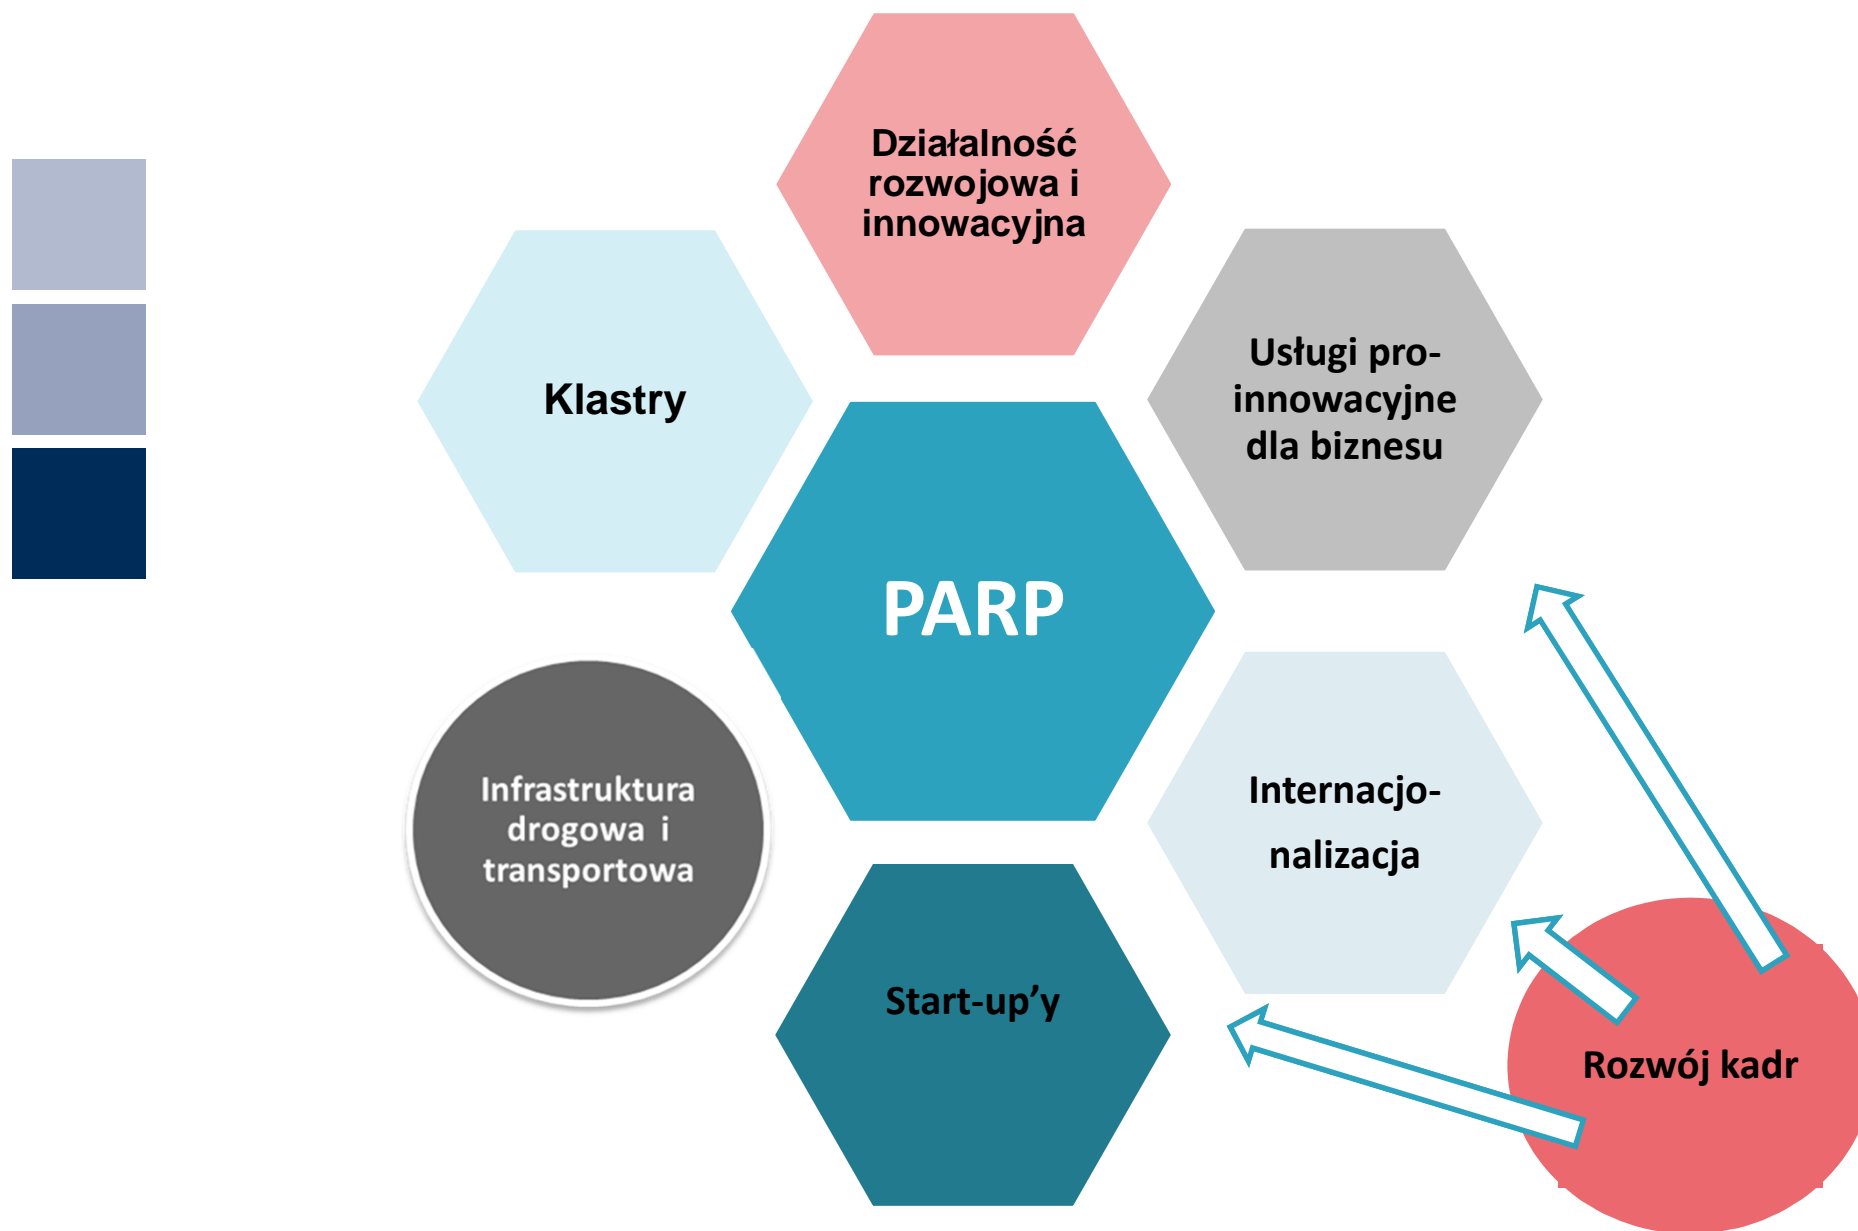 Działalność
rozwojowa i
innowacyjna
Klastry
Usługi pro-
innowacyjne
dla biznesu
PARP
Infrastruktura
drogowa i
transportowa
Internacjo-
nalizacja
Start-up’y
Rozwój kadr